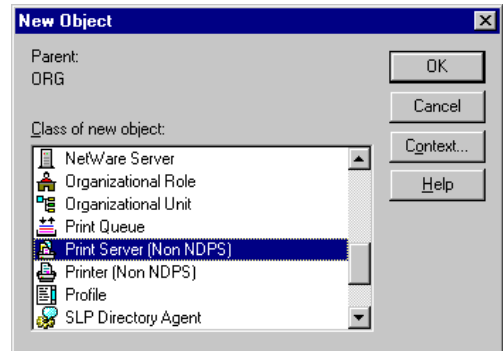 New Object
Parent:
ORG
Class of new object:
NetWare Server
Organizational Role
Organizational Unit
Print Queue
Print Server (Non NDPS)
Printer (Non NDPS)
Profile
SLP Directory Agent
OK
Cancel
Context...
Help